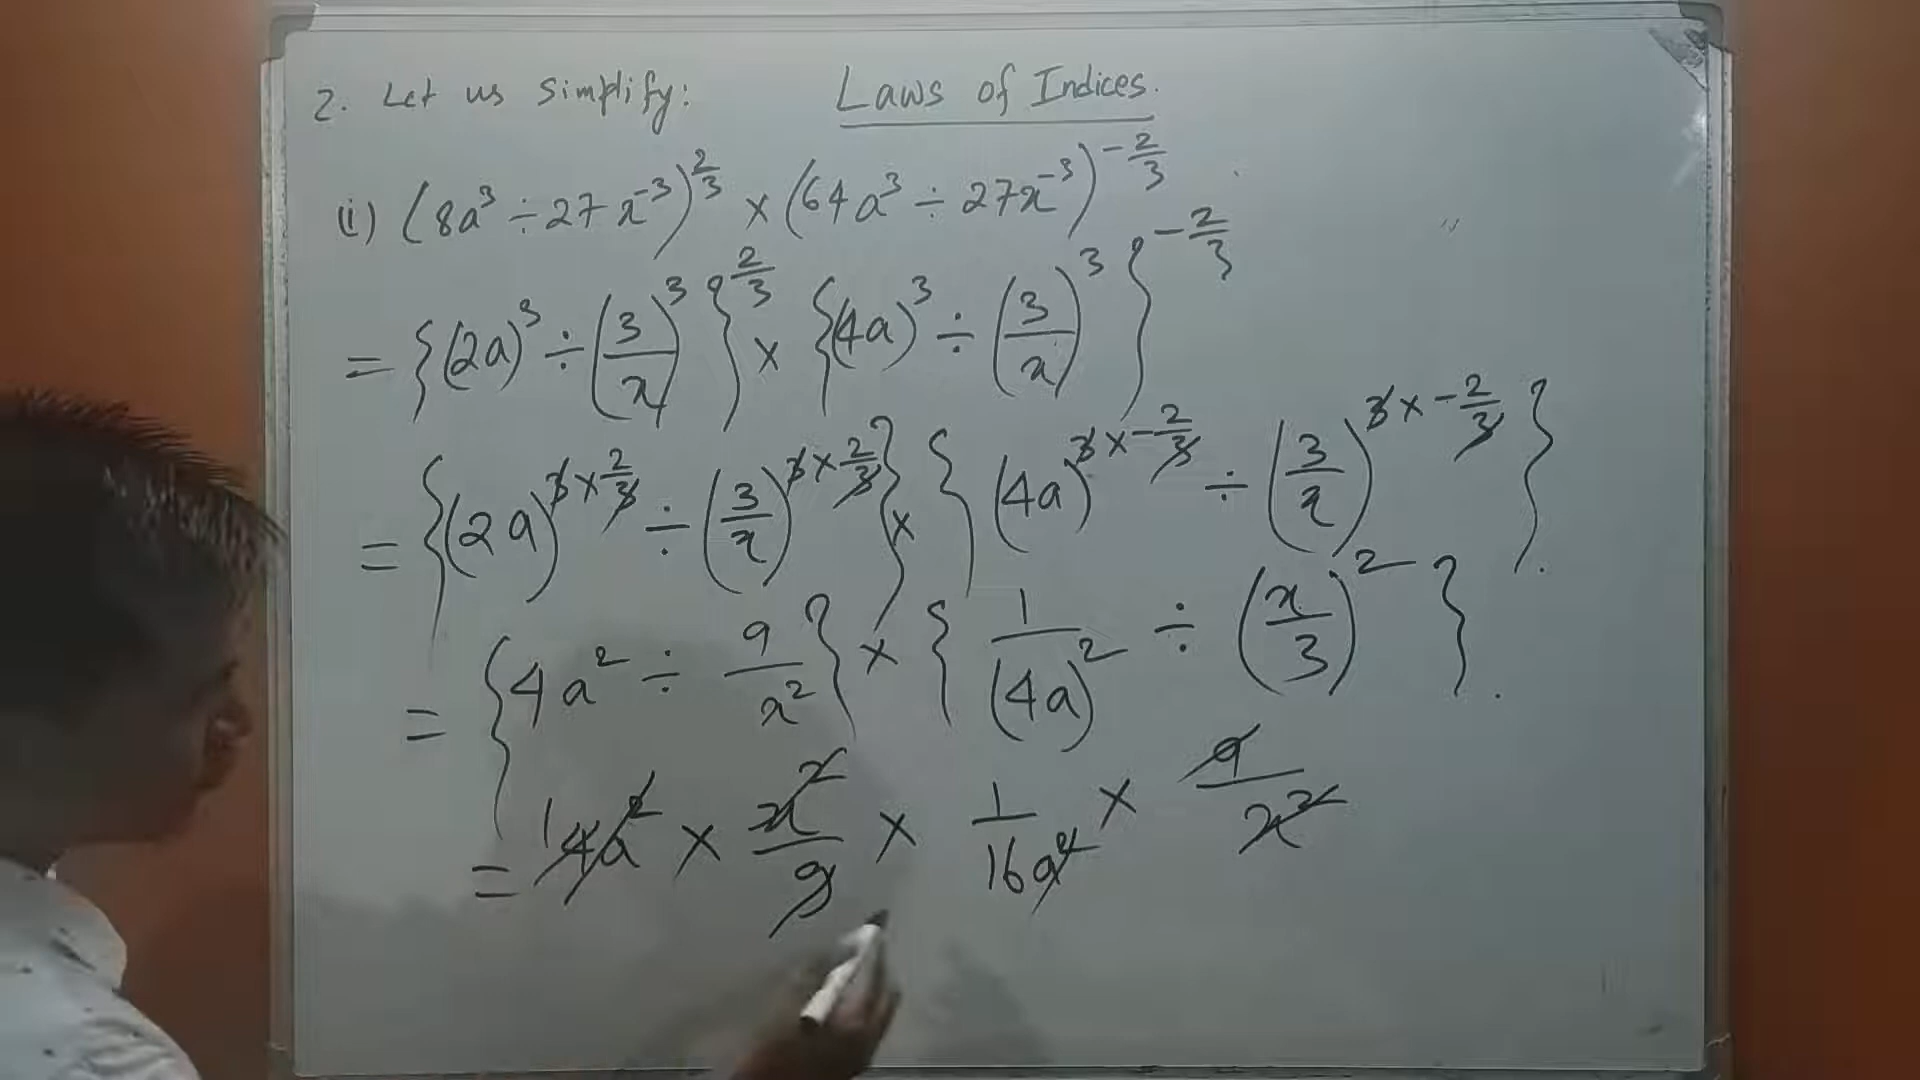 2. Let us simplify: Laws of Indices.
(i) (8a³ ÷ 27x⁻³)^(2/3) × (64a³ ÷ 27x⁻³)^(-2/3)
= {(2a)³ ÷ (3/x)³}^(2/3) × {(4a)³ ÷ (3/x)³}^(-2/3)
= {(2a)^(3×2/3) ÷ (3/x)^(3×2/3)} × {(4a)^(3×-2/3) ÷ (3/x)^(3×-2/3)}.
= {4a² ÷ 9/x²} × {1/(4a)² ÷ (x/3)²}.
= 1 4a² × x²/9 × 1/16a² × 9/x²